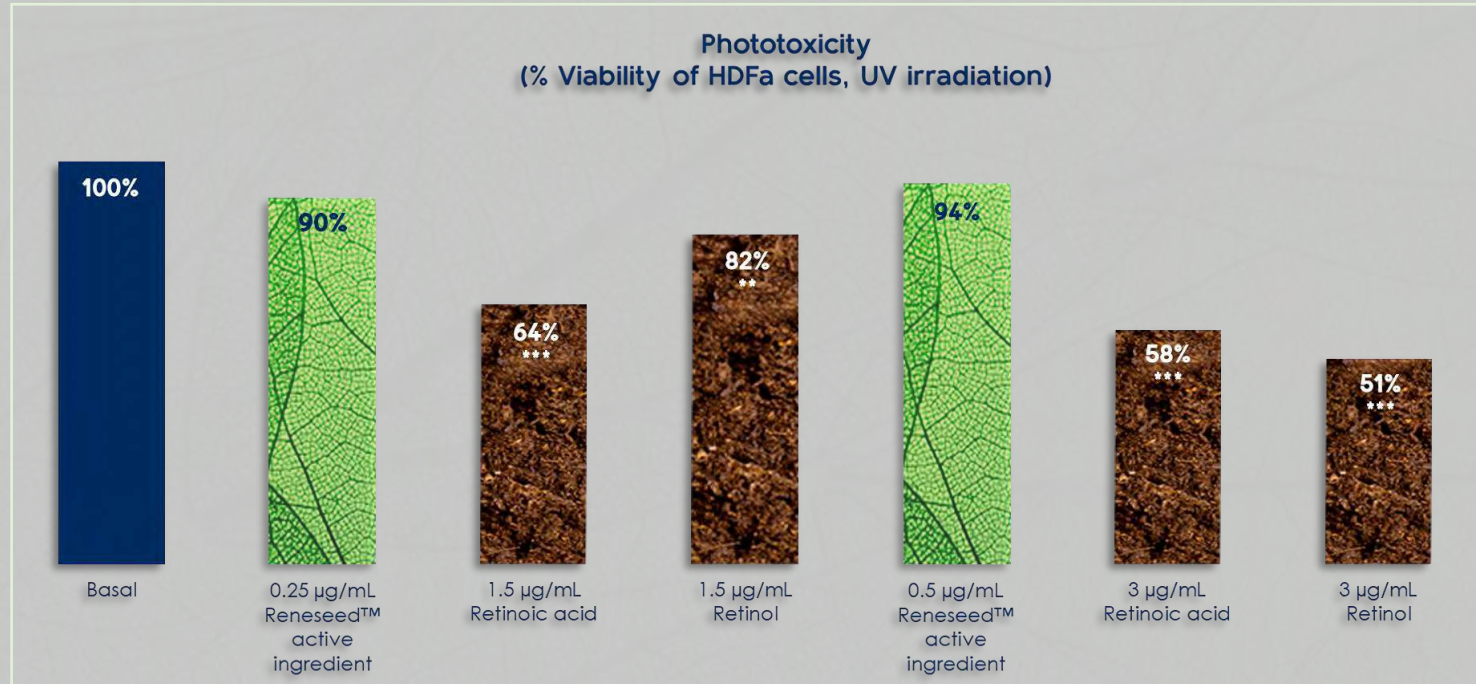 Phototoxicity
(% Viability of HDFa cells, UV irradiation)
100%
90%
64%
***
82%
**
94%
58%
***
51%
***
Basal
0.25 µg/mL
Reneseed™
active
ingredient
1.5 µg/mL
Retinoic acid
1.5 µg/mL
Retinol
0.5 µg/mL
Reneseed™
active
ingredient
3 µg/mL
Retinoic acid
3 µg/mL
Retinol